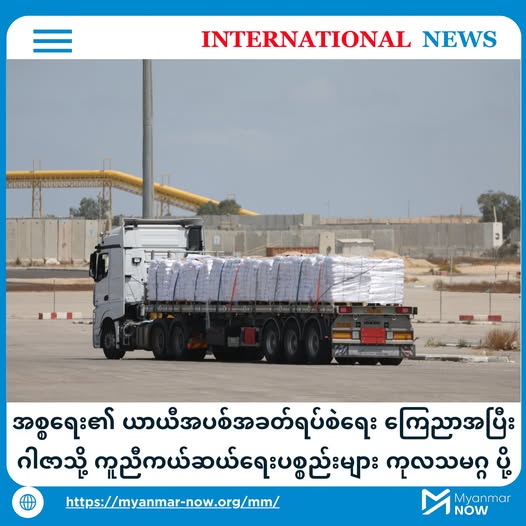 INTERNATIONAL NEWS
အစ္စရေး၏ ယာယီအပစ်အခတ်ရပ်စဲရေး ကြေညာအပြီး
ဂါဇာသို့ ကူညီကယ်ဆယ်ရေးပစ္စည်းများ ကုလသမဂ္ဂ ပို့
https://myanmar-now.org/mm/
Myanmar
NOW